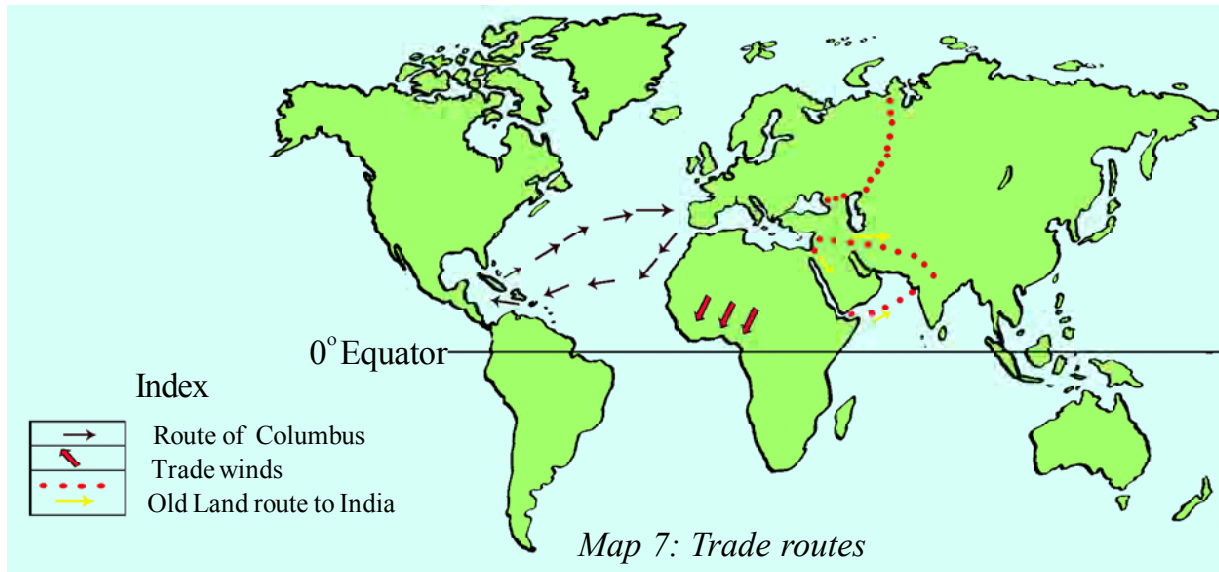 0° Equator
Index
Route of Columbus
Trade winds
Old Land route to India
Map 7: Trade routes